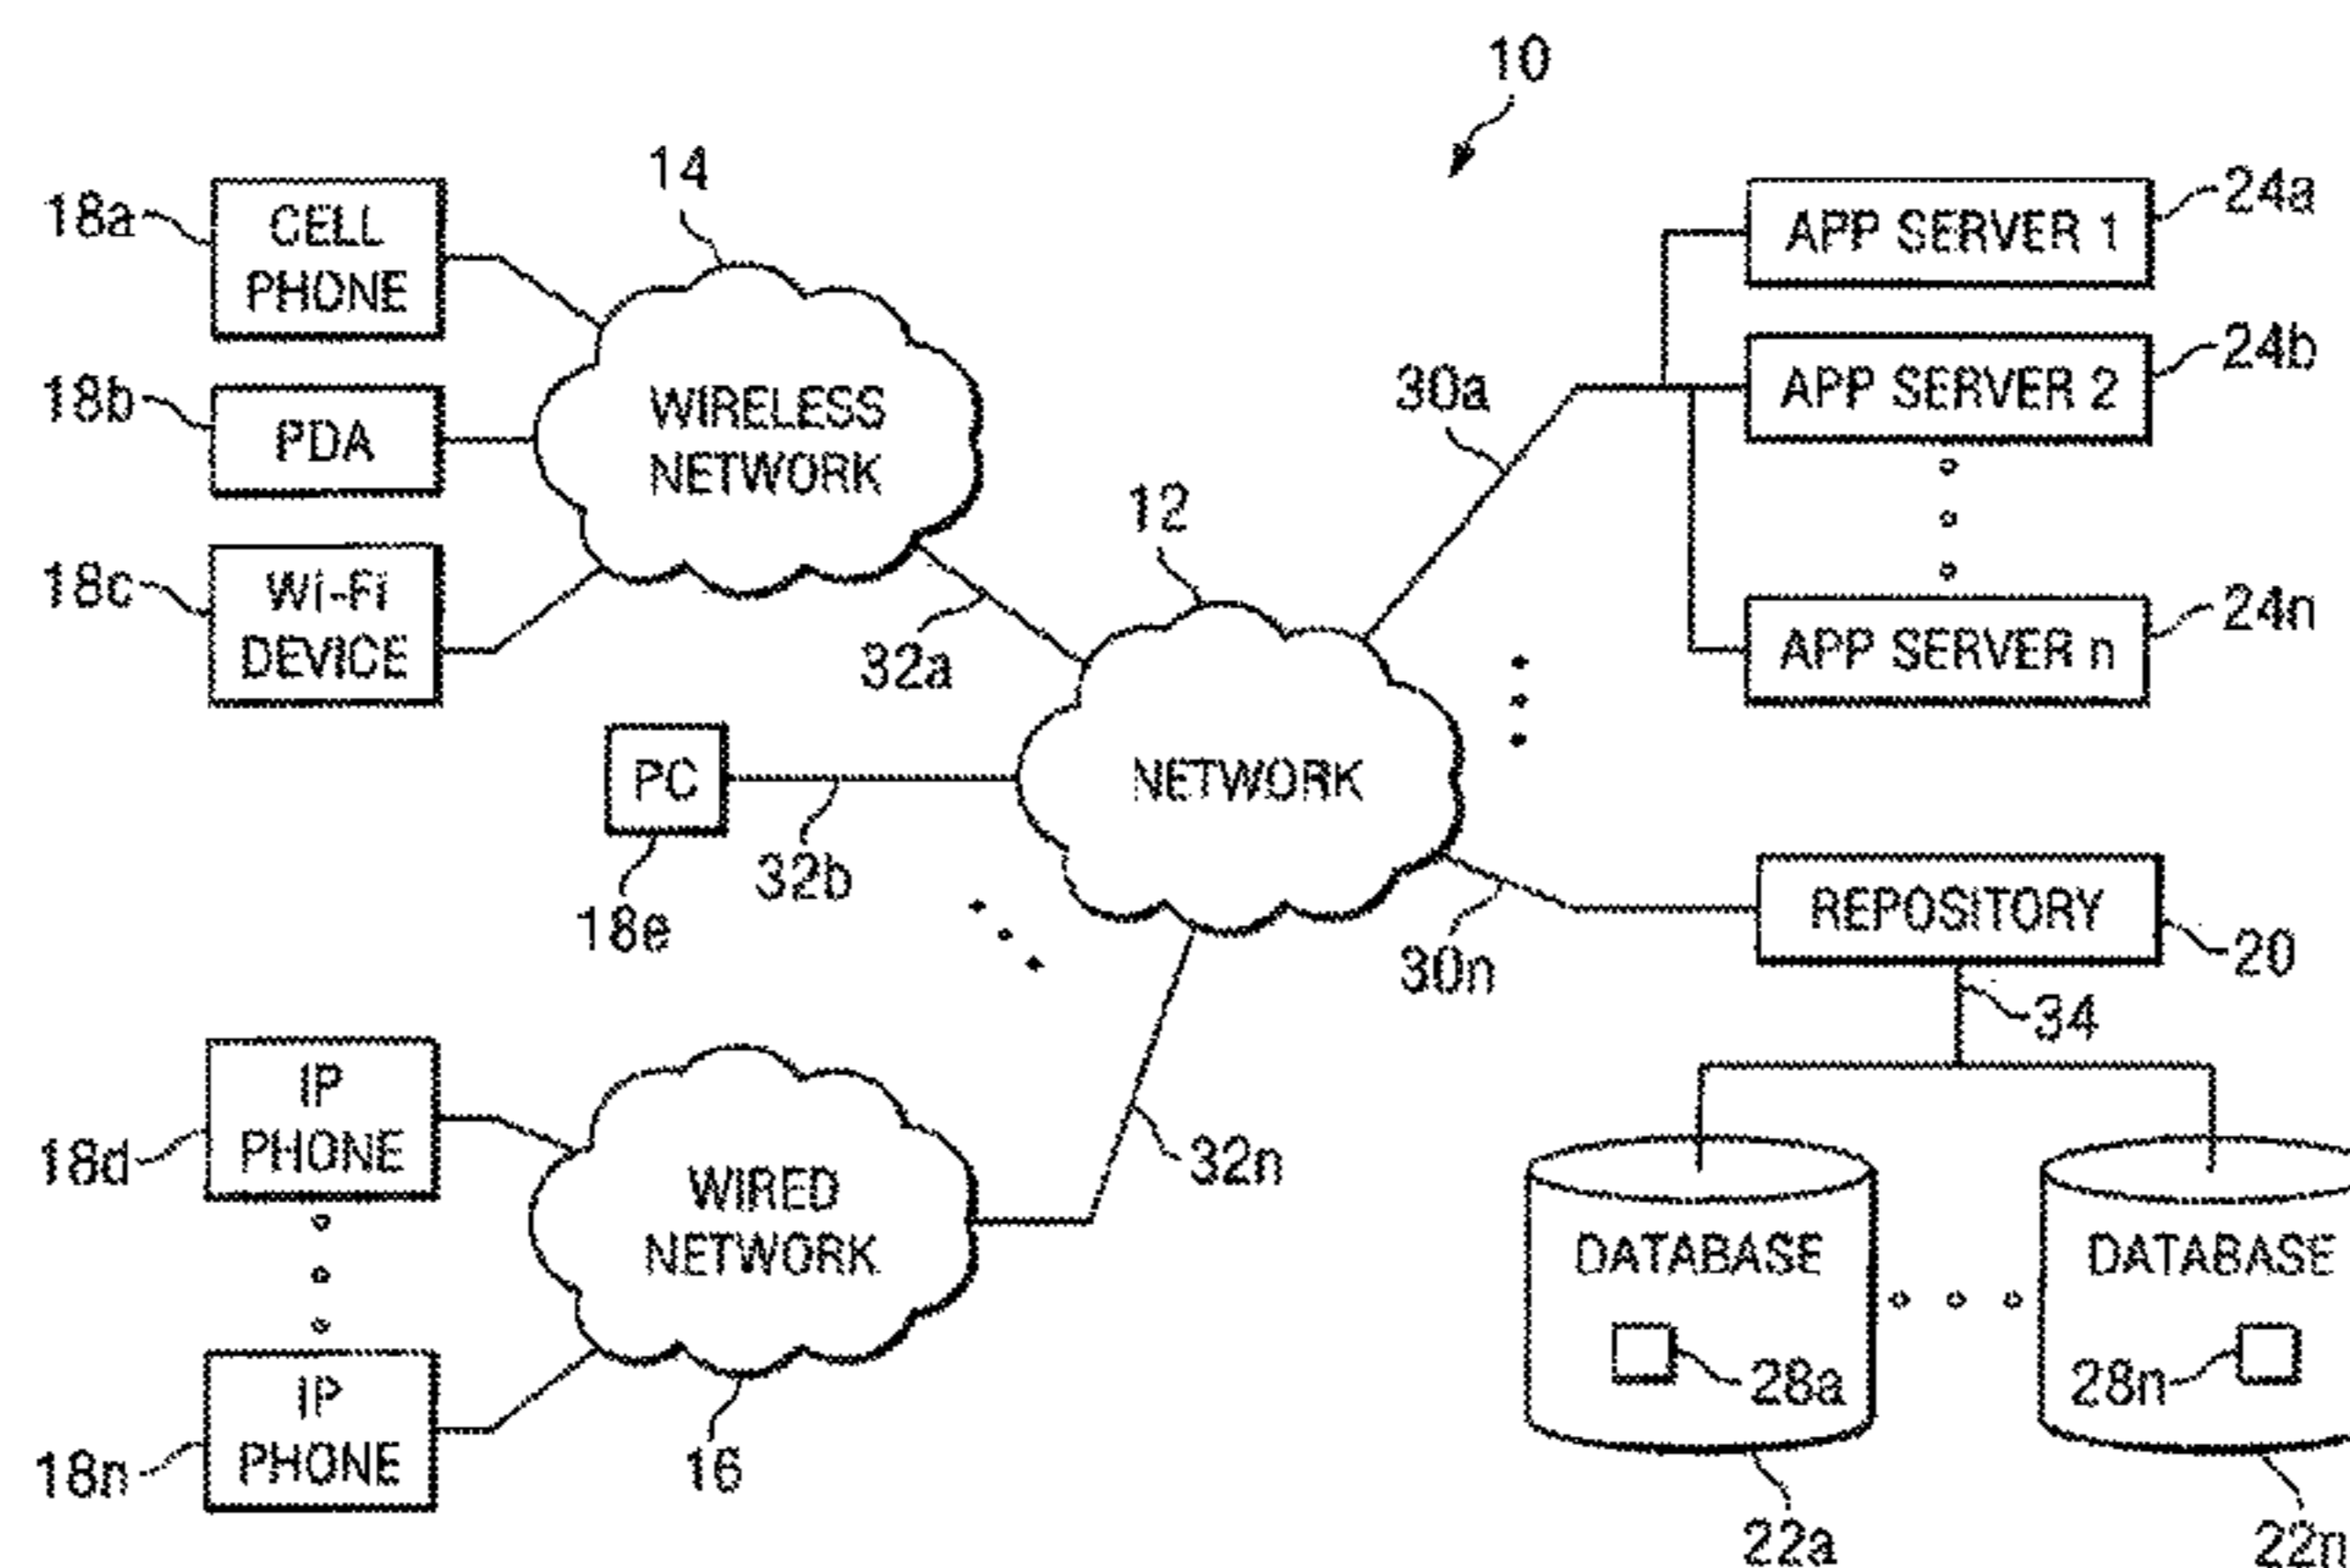 10
14
18a
CELL
PHONE
24a
APP SERVER 1
24b
APP SERVER 2
18b
PDA
WIRELESS
NETWORK
30a
12
18c
Wi-Fi
DEVICE
32a
24n
APP SERVER n
PC
NETWORK
32b
18e
REPOSITORY
20
30n
34
IP
PHONE
18d
WIRED
NETWORK
32n
DATABASE
DATABASE
28a
28n
IP
PHONE
18n
16
22a
22n